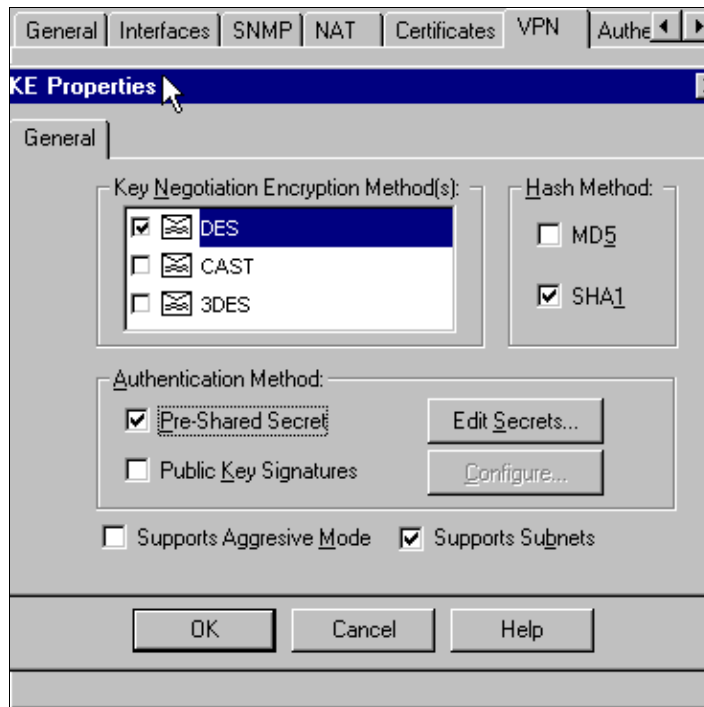 General Interfaces SNMP NAT Certificates VPN Authe
KE Properties
General
Key Negotiation Encryption Method(s):
DES
CAST
3DES
Hash Method:
MD5
SHA1
Authentication Method:
Pre-Shared Secret
Edit Secrets...
Public Key Signatures
Configure...
Supports Aggresive Mode
Supports Subnets
OK Cancel Help